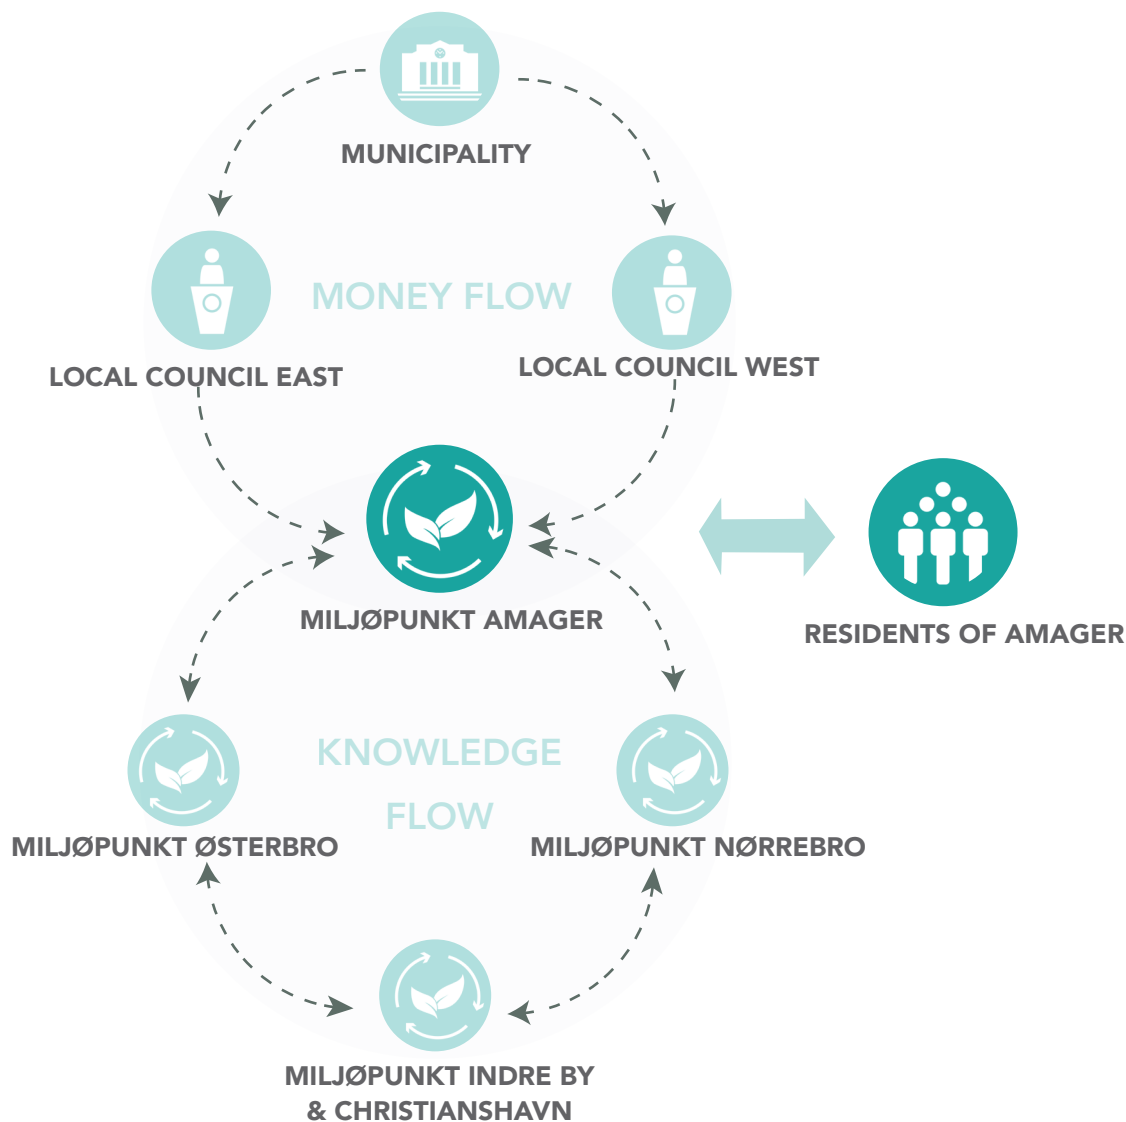 MUNICIPALITY
MONEY FLOW
LOCAL COUNCIL EAST
LOCAL COUNCIL WEST
MILJØPUNKT AMAGER
RESIDENTS OF AMAGER
KNOWLEDGE
FLOW
MILJØPUNKT ØSTERBRO
MILJØPUNKT NØRREBRO
MILJØPUNKT INDRE BY
& CHRISTIANSHAVN